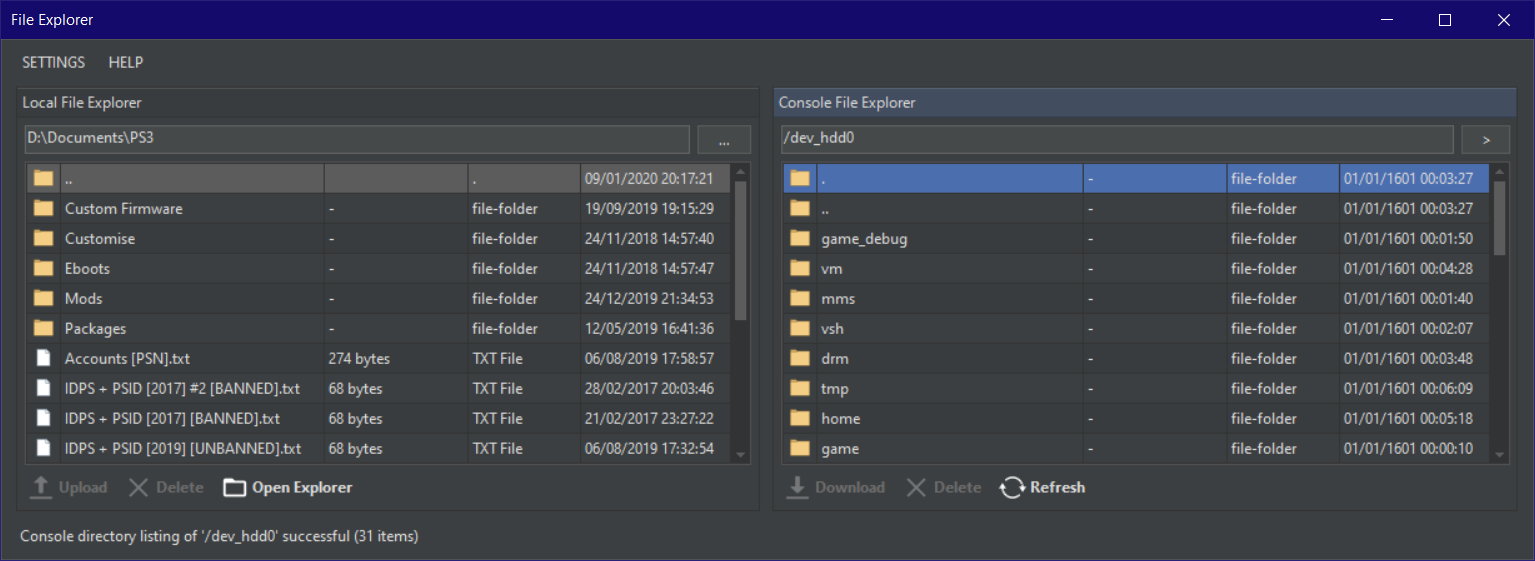 File Explorer
SETTINGS HELP
Local File Explorer
D:\Documents\PS3 ...
.. . 09/01/2020 20:17:21
Custom Firmware - file-folder 19/09/2019 19:15:29
Customise - file-folder 24/11/2018 14:57:40
Eboots - file-folder 24/11/2018 14:57:47
Mods - file-folder 24/12/2019 21:34:53
Packages - file-folder 12/05/2019 16:41:36
Accounts [PSN].txt 274 bytes TXT File 06/08/2019 17:58:57
IDPS + PSID [2017] #2 [BANNED].txt 68 bytes TXT File 28/02/2017 20:03:46
IDPS + PSID [2017] [BANNED].txt 68 bytes TXT File 21/02/2017 23:27:22
IDPS + PSID [2019] [UNBANNED].txt 68 bytes TXT File 06/08/2019 17:32:54
Upload Delete Open Explorer
Console File Explorer
/dev_hdd0 >
. - file-folder 01/01/1601 00:03:27
.. - file-folder 01/01/1601 00:03:27
game_debug - file-folder 01/01/1601 00:01:50
vm - file-folder 01/01/1601 00:04:28
mms - file-folder 01/01/1601 00:01:40
vsh - file-folder 01/01/1601 00:02:07
drm - file-folder 01/01/1601 00:03:48
tmp - file-folder 01/01/1601 00:06:09
home - file-folder 01/01/1601 00:05:18
game - file-folder 01/01/1601 00:00:10
Download Delete Refresh
Console directory listing of '/dev_hdd0' successful (31 items)